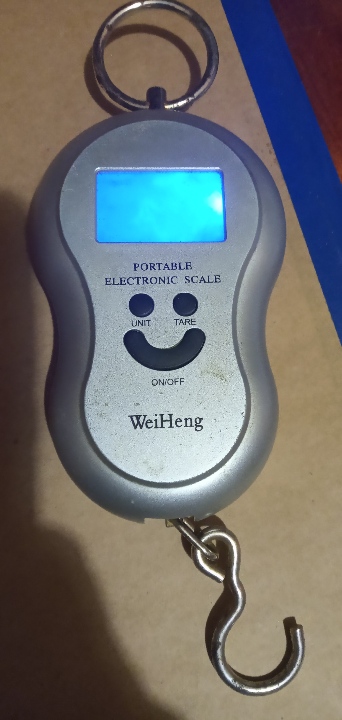 PORTABLE
ELECTRONIC SCALE
UNIT TARE
ON/OFF
WeiHeng